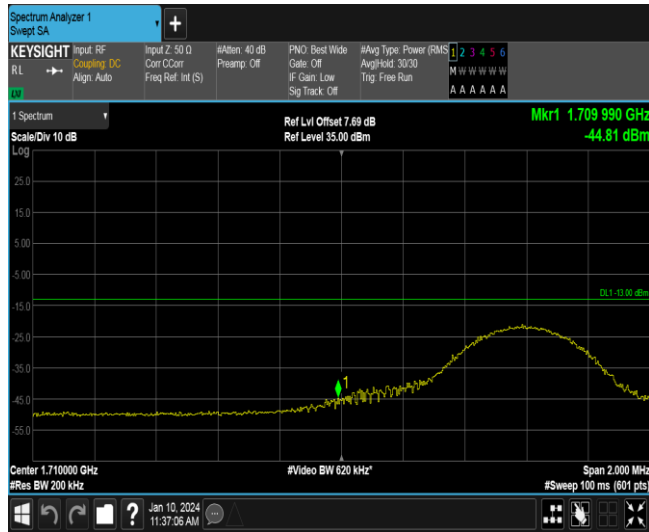 Spectrum Analyzer 1
Swept SA
+
KEYSIGHT
RL
LXI
Input: RF
Coupling: DC
Align: Auto
Input Z: 50 Ω
Corr CCorr
Freq Ref: Int (S)
#Atten: 40 dB
Preamp: Off
PNO: Best Wide
Gate: Off
IF Gain: Low
Sig Track: Off
#Avg Type: Power (RMS
Avg|Hold: 30/30
Trig: Free Run
1 2 3 4 5 6
M W W W W W
A A A A A A
1 Spectrum
Scale/Div 10 dB
Log
Ref Lvl Offset 7.69 dB
Ref Level 35.00 dBm
Mkr1 1.709 990 GHz
-44.81 dBm
25.0
15.0
5.00
-5.00
-15.0
-25.0
-35.0
-45.0
-55.0
DL1 -13.00 dBm
1
Center 1.710000 GHz
#Res BW 200 kHz
#Video BW 620 kHz*
Span 2.000 MHz
#Sweep 100 ms (601 pts)
?
Jan 10, 2024
11:37:06 AM